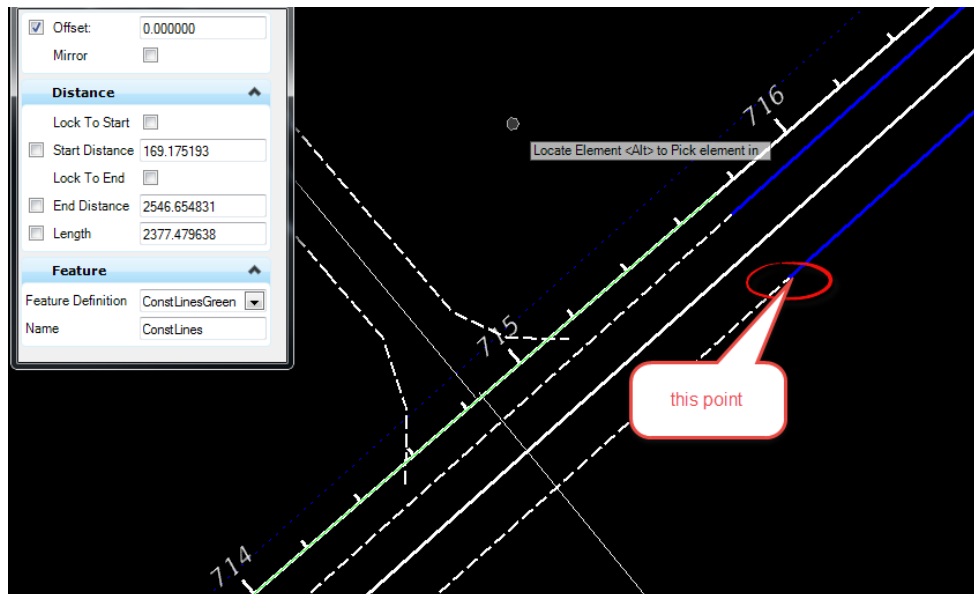 Offset: 0.000000
Mirror
Distance
Lock To Start
Start Distance 169.175193
Lock To End
End Distance 2546.654831
Length 2377.479638
Feature
Feature Definition ConstLinesGreen
Name ConstLines
Locate Element <Alt> to Pick element in
716
715
714
this point